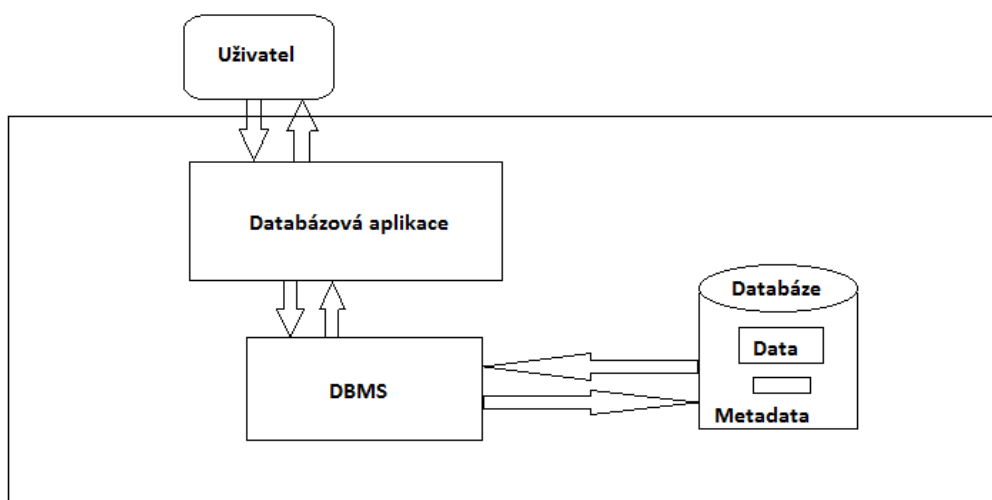 Uživatel
Databázová aplikace
Databáze
Data
DBMS
Metadata